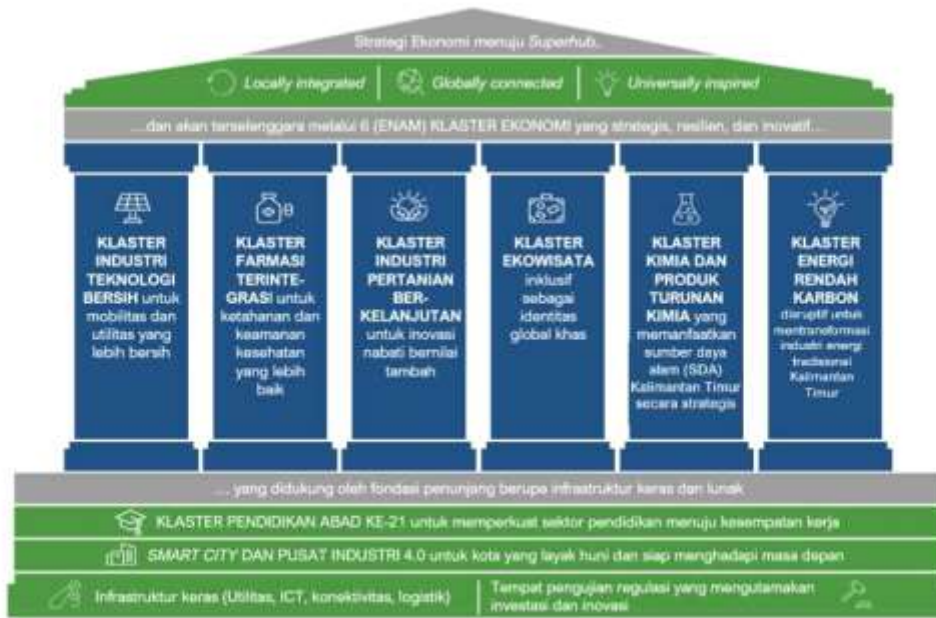 Strategi Ekonomi menuju Superhub..
Locally integrated
Globally connected
Universally inspired
...dan akan terselenggara melalui 6 (ENAM) KLASTER EKONOMI yang strategis, resilien, dan inovatif...
KLASTER
INDUSTRI
TEKNOLOGI
BERSIH untuk
mobilitas dan
utilitas yang
lebih bersih
KLASTER
FARMASI
TERINTE-
GRASI untuk
ketahanan dan
keamanan
kesehatan
yang lebih
baik
KLASTER
INDUSTRI
PERTANIAN
BER-
KELANJUTAN
untuk inovasi
nabati bernilai
tambah
KLASTER
EKOWISATA
inklusif
sebagai
identitas
global khas
KLASTER
KIMIA DAN
PRODUK
TURUNAN
KIMIA yang
memanfaatkan
sumber daya
alam (SDA)
Kalimantan Timur
secara strategis
KLASTER
ENERGI
RENDAH
KARBON
disruptif untuk
mentransformasi
industri energi
tradisional
Kalimantan
Timur
.... yang didukung oleh fondasi penunjang berupa infrastruktur keras dan lunak
KLASTER PENDIDIKAN ABAD KE-21 untuk memperkuat sektor pendidikan menuju kesempatan kerja
SMART CITY DAN PUSAT INDUSTRI 4.0 untuk kota yang layak huni dan siap menghadapi masa depan
Infrastruktur keras (Utilitas, ICT, konektivitas, logistik)
Tempat pengujian regulasi yang mengutamakan
investasi dan inovasi